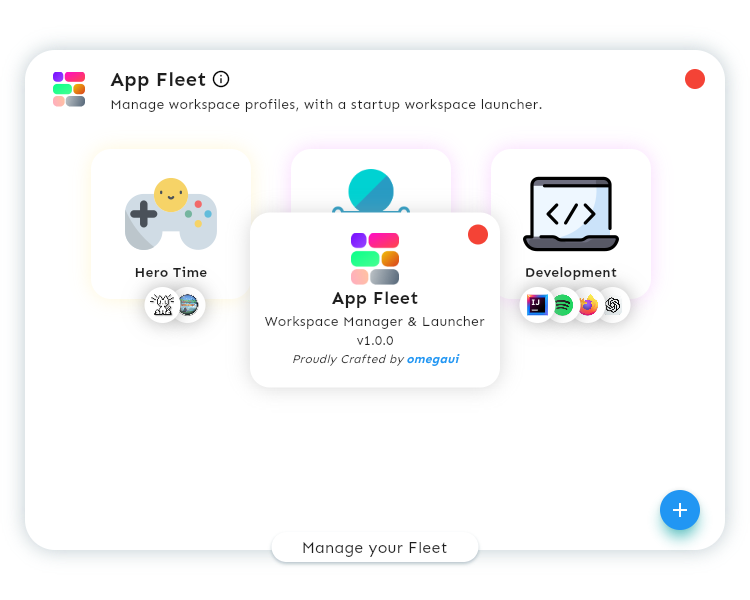 App Fleet
Manage workspace profiles, with a startup workspace launcher.
Hero Time
Development
IJ
App Fleet
Workspace Manager & Launcher
v1.0.0
Proudly Crafted by omegaui
Manage your Fleet